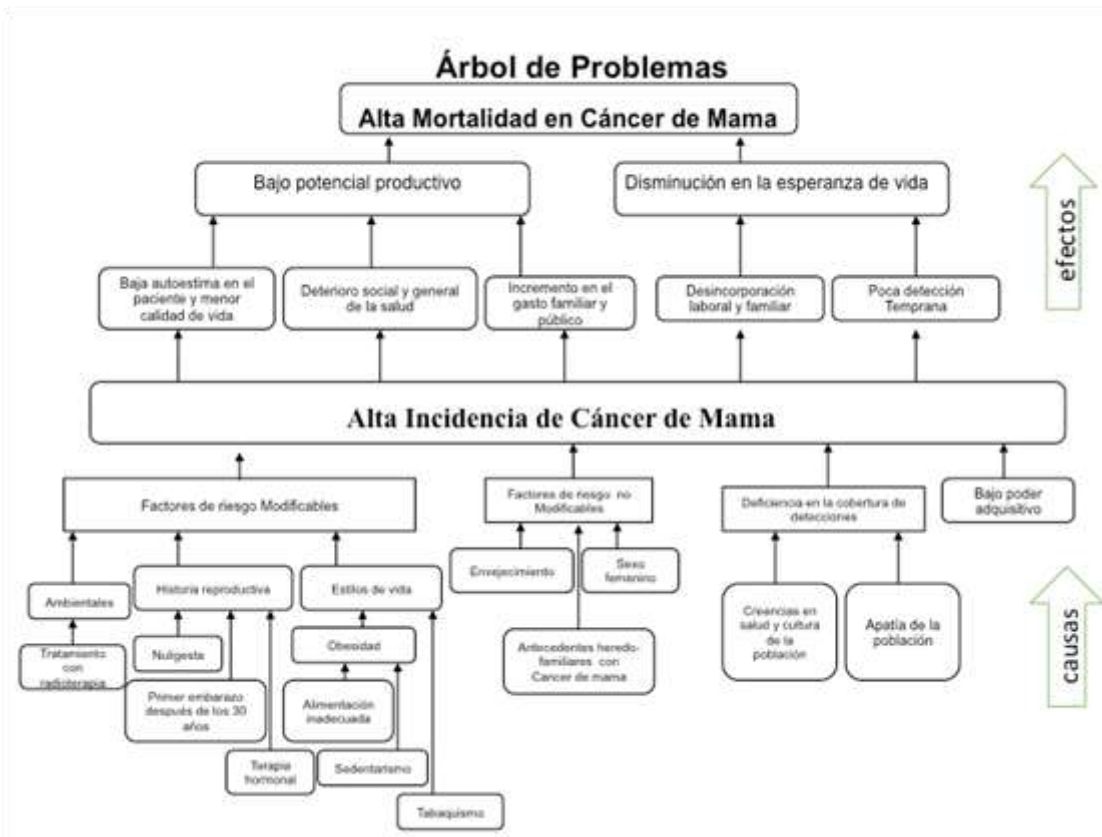 Árbol de Problemas
Alta Mortalidad en Cáncer de Mama
Bajo potencial productivo
Disminución en la esperanza de vida
efectos
Baja autoestima en el
paciente y menor
calidad de vida
Deterioro social y general
de la salud
Incremento en el
gasto familiar y
público
Desincorporación
laboral y familiar
Poca detección
Temprana
Alta Incidencia de Cáncer de Mama
Factores de riesgo Modificables
Factores de riesgo no
Modificables
Deficiencia en la cobertura de
detecciones
Bajo poder
adquisitivo
Ambientales
Historia reproductiva
Estilos de vida
Envejecimiento
Sexo
femenino
causas
Tratamiento
con
radioterapia
Nuligesta
Obesidad
Antecedentes heredo-
familiares con
Cancer de mama
Creencias en
salud y cultura
de la
población
Apatía de la
población
Primer embarazo
después de los 30
años
Alimentación
inadecuada
Terapia
hormonal
Sedentarismo
Tabaquismo